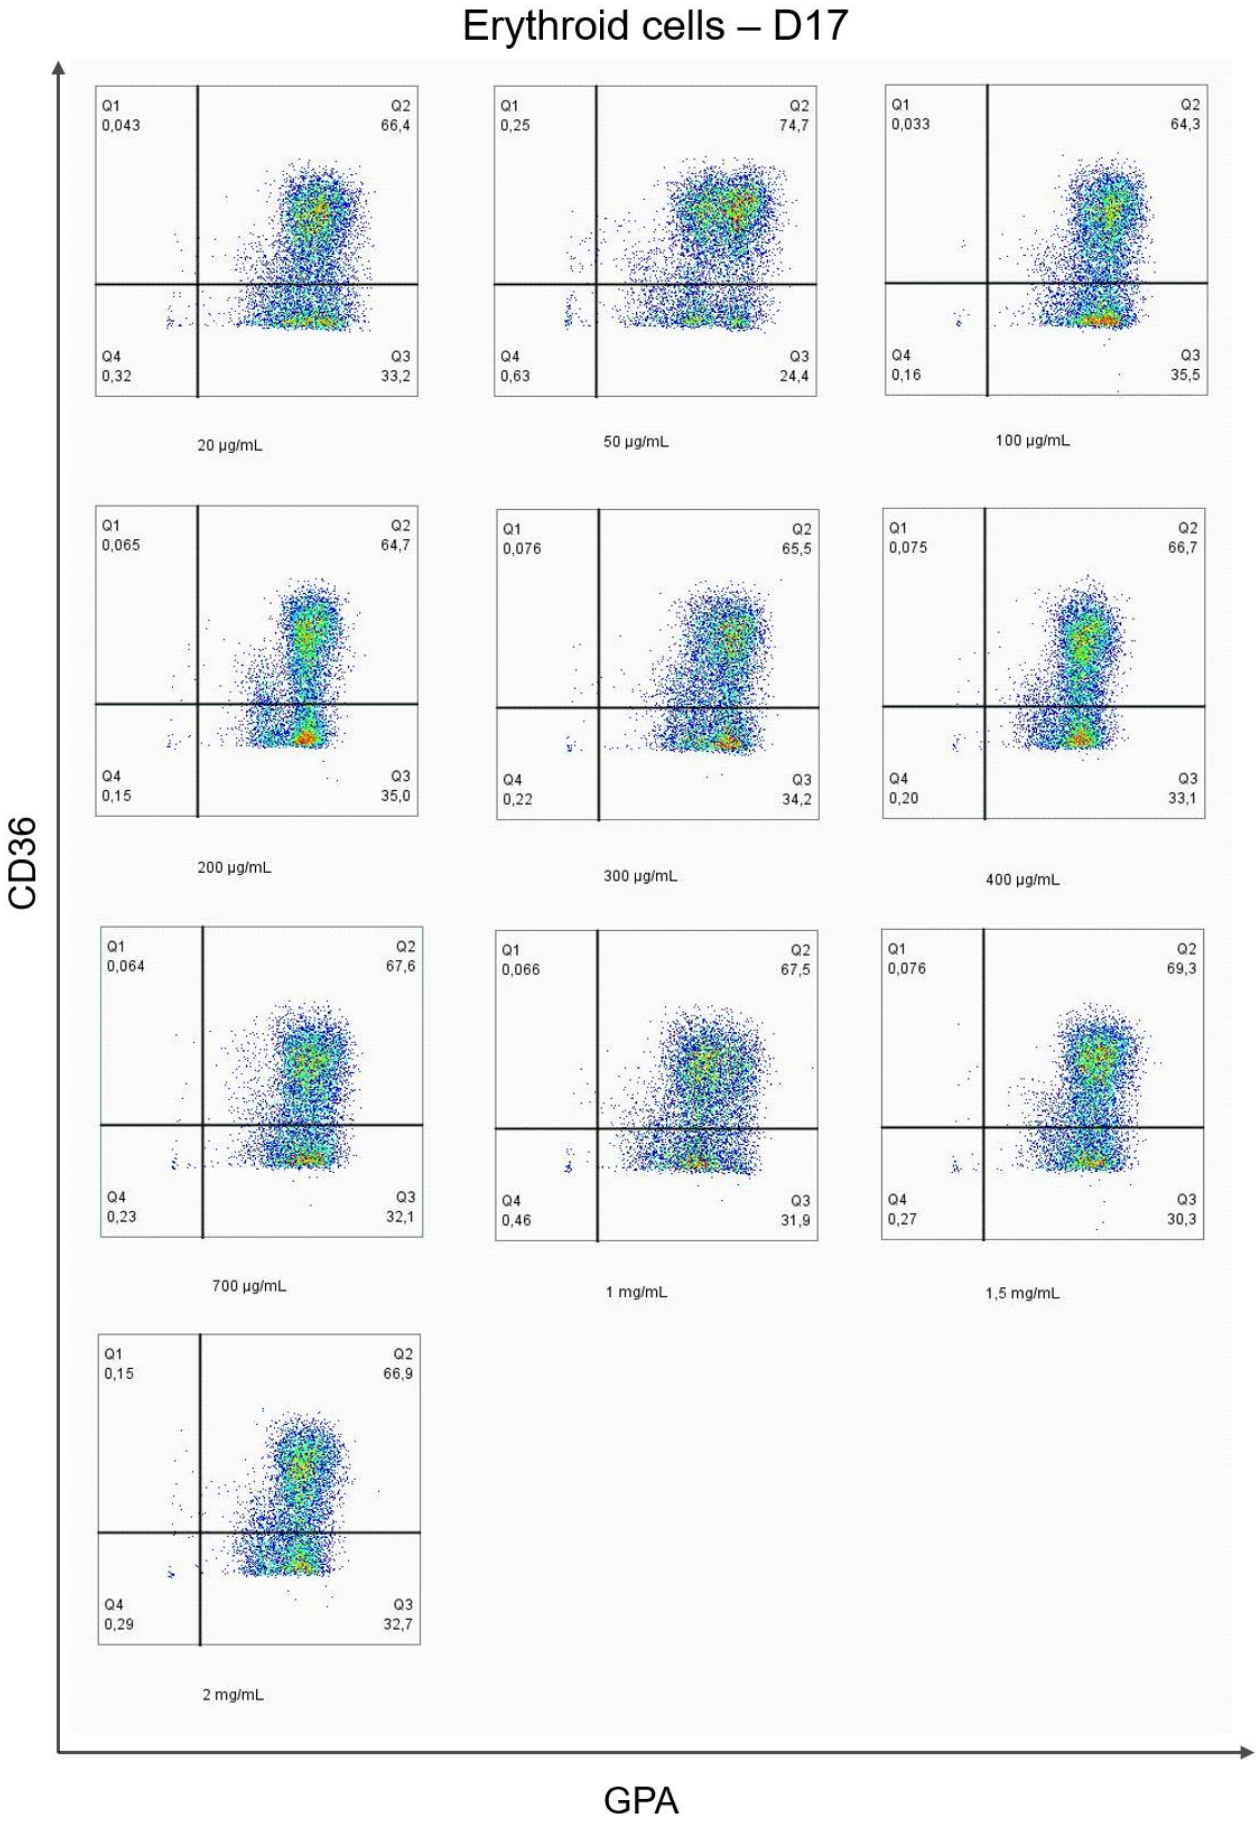 Erythroid cells – D17
CD36
Q1
0,043
Q2
66,4
Q4
0,32
Q3
33,2
20 µg/mL
Q1
0,25
Q2
74,7
Q4
0,63
Q3
24,4
50 µg/mL
Q1
0,033
Q2
64,3
Q4
0,16
Q3
35,5
100 µg/mL
Q1
0,065
Q2
64,7
Q4
0,15
Q3
35,0
200 µg/mL
Q1
0,076
Q2
65,5
Q4
0,22
Q3
34,2
300 µg/mL
Q1
0,075
Q2
66,7
Q4
0,20
Q3
33,1
400 µg/mL
Q1
0,064
Q2
67,6
Q4
0,23
Q3
32,1
700 µg/mL
Q1
0,066
Q2
67,5
Q4
0,46
Q3
31,9
1 mg/mL
Q1
0,076
Q2
69,3
Q4
0,27
Q3
30,3
1,5 mg/mL
Q1
0,15
Q2
66,9
Q4
0,29
Q3
32,7
2 mg/mL
GPA